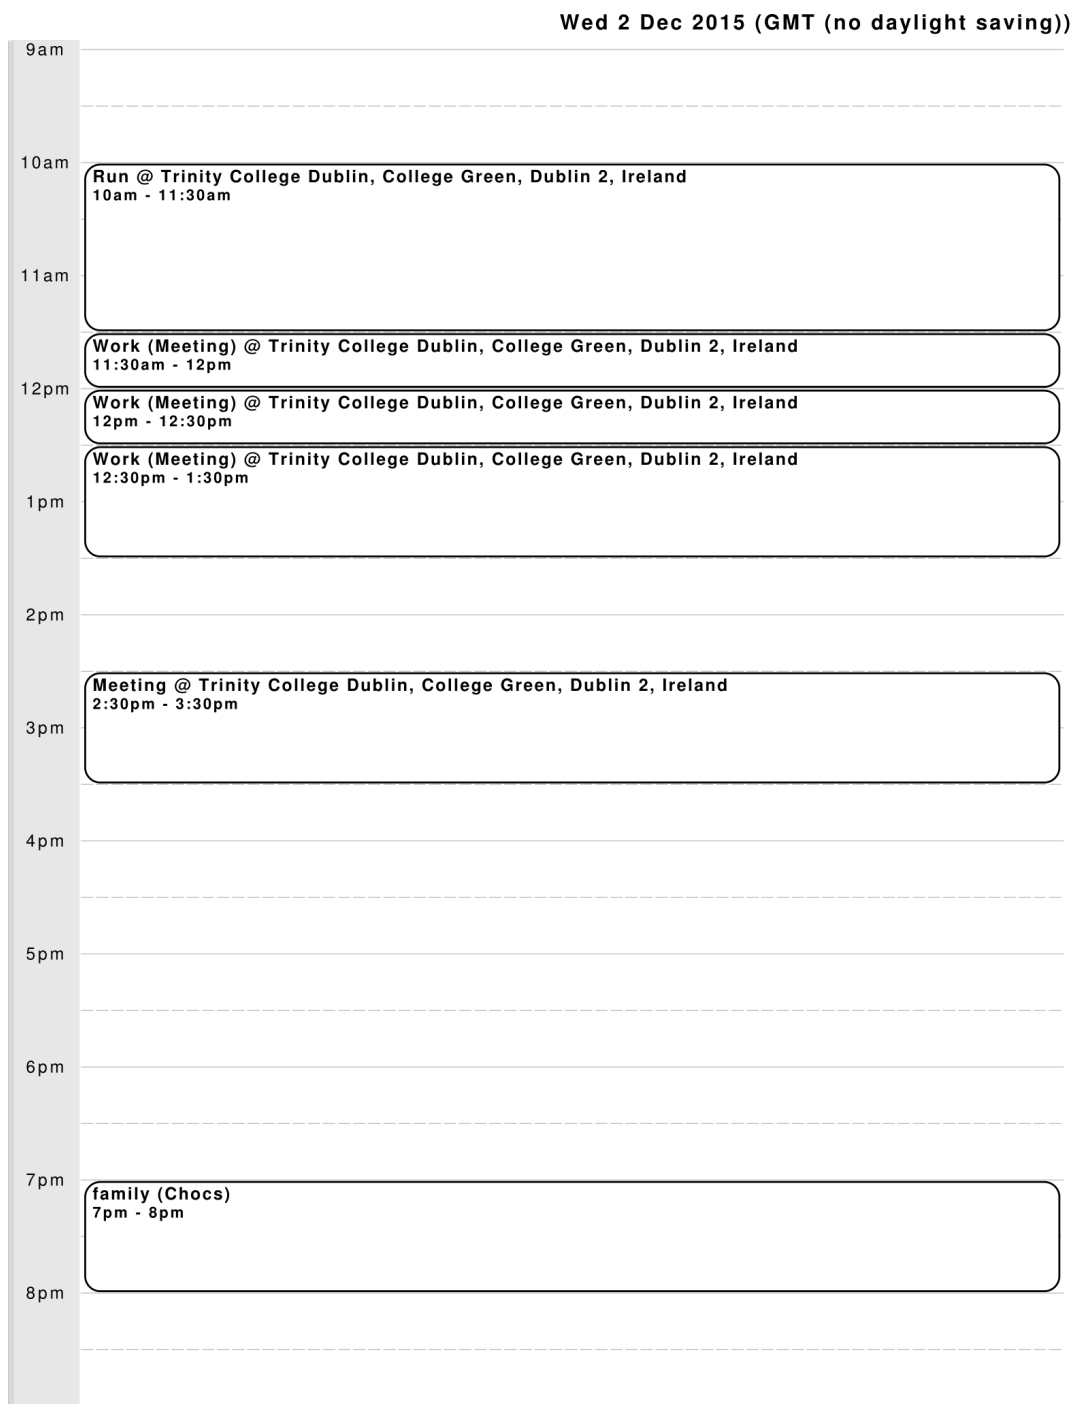 Wed 2 Dec 2015 (GMT (no daylight saving))
9am
10am
Run @ Trinity College Dublin, College Green, Dublin 2, Ireland
10am - 11:30am
11am
Work (Meeting) @ Trinity College Dublin, College Green, Dublin 2, Ireland
11:30am - 12pm
12pm
Work (Meeting) @ Trinity College Dublin, College Green, Dublin 2, Ireland
12pm - 12:30pm
Work (Meeting) @ Trinity College Dublin, College Green, Dublin 2, Ireland
12:30pm - 1:30pm
1pm
2pm
Meeting @ Trinity College Dublin, College Green, Dublin 2, Ireland
2:30pm - 3:30pm
3pm
4pm
5pm
6pm
7pm
family (Chocs)
7pm - 8pm
8pm